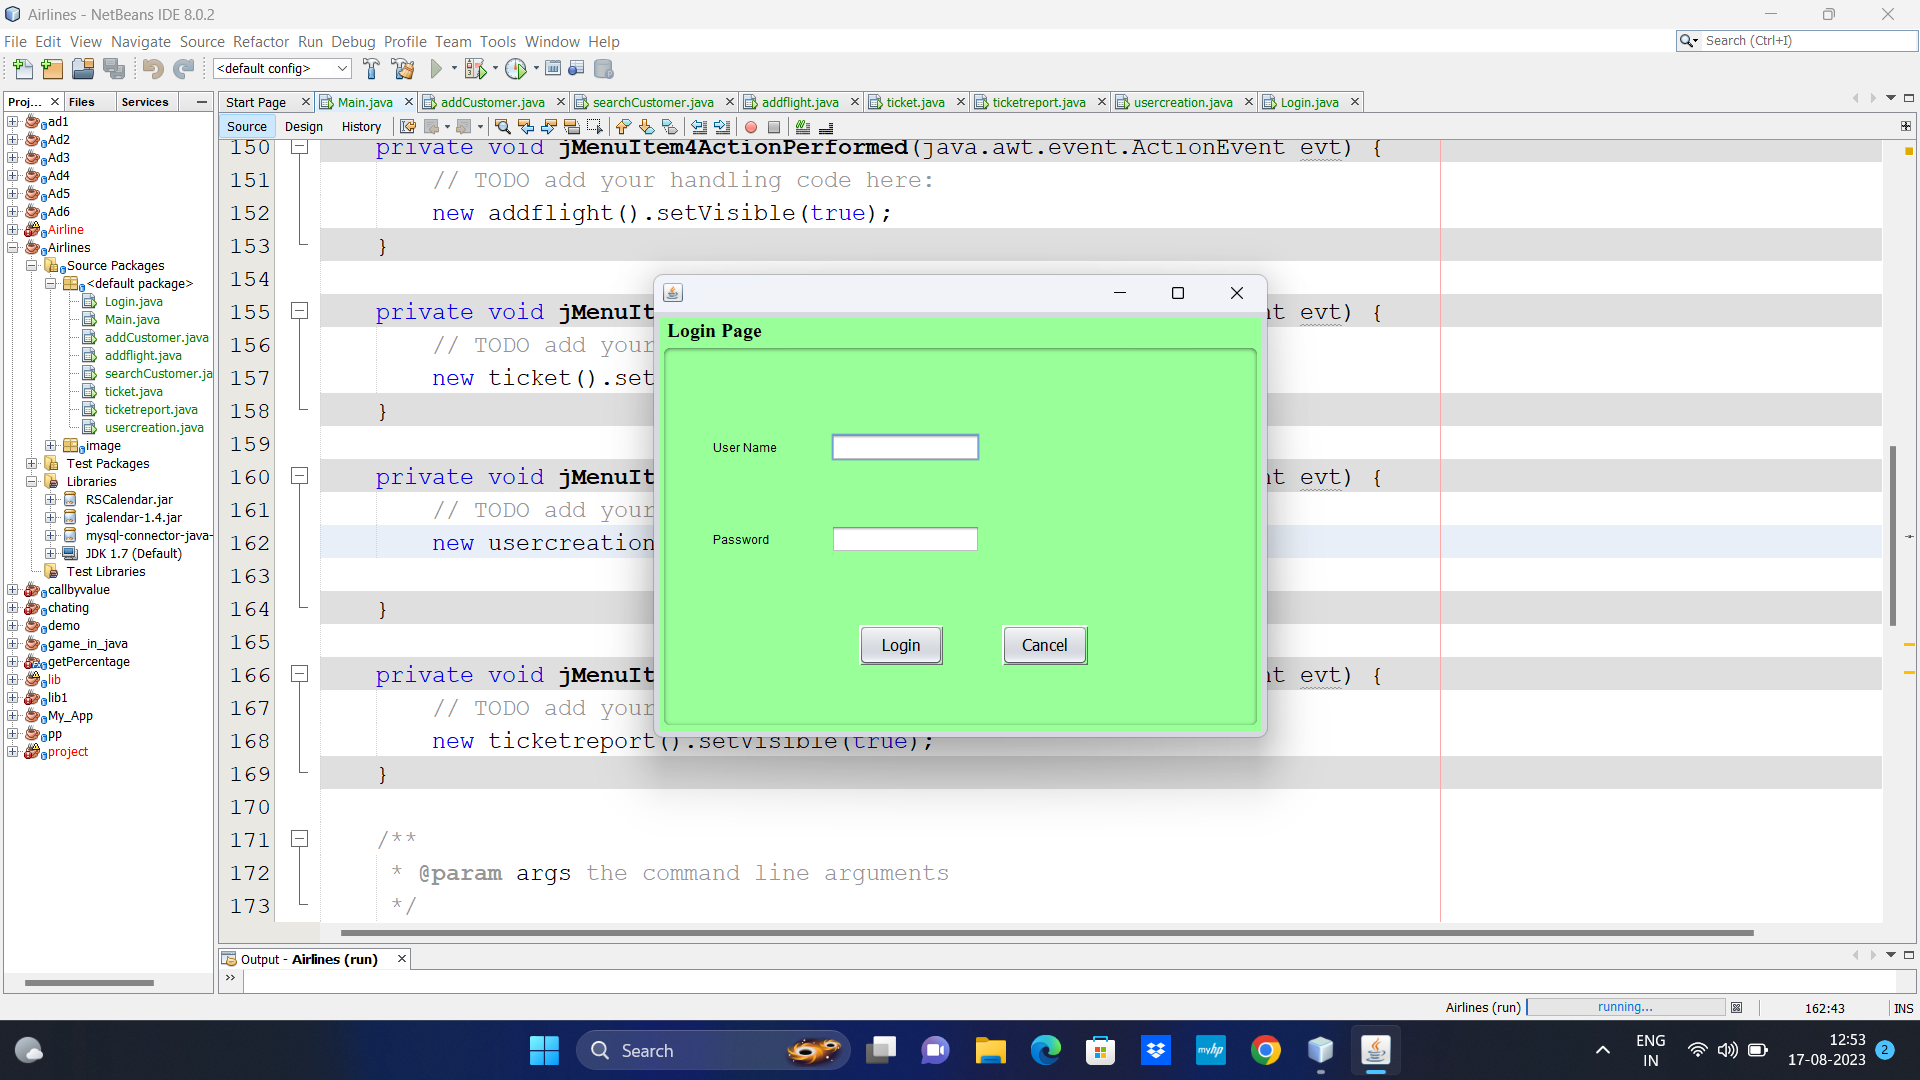 Airlines - NetBeans IDE 8.0.2
File Edit View Navigate Source Refactor Run Debug Profile Team Tools Window Help
Search (Ctrl+I)
<default config>
Proj... Files Services
Start Page Main.java addCustomer.java searchCustomer.java addflight.java ticket.java ticketreport.java usercreation.java Login.java
Source Design History
ad1
Ad2
Ad3
Ad4
Ad5
Ad6
Airline
Airlines
Source Packages
<default package>
Login.java
Main.java
addCustomer.java
addflight.java
searchCustomer.ja
ticket.java
ticketreport.java
usercreation.java
image
Test Packages
Libraries
RSCalendar.jar
jcalendar-1.4.jar
mysql-connector-java-
JDK 1.7 (Default)
Test Libraries
callbyvalue
chating
demo
game_in_java
getPercentage
lib
lib1
My_App
pp
project
150 private void jMenuItem4ActionPerformed(java.awt.event.ActionEvent evt) {
151 // TODO add your handling code here:
152 new addflight().setVisible(true);
153 }
154
155 private void jMenuIt nt evt) {
156 // TODO add your
157 new ticket().set
158 }
159
160 private void jMenuIt nt evt) {
161 // TODO add your
162 new usercreation
163
164 }
165
166 private void jMenuIt nt evt) {
167 // TODO add your
168 new ticketreport().setVisible(true);
169 }
170
171 /**
172 * @param args the command line arguments
173 */
Login Page
User Name
Password
Login Cancel
Output - Airlines (run)
>>
Airlines (run) running... 162:43 INS
Search
myhp
ENG
IN
12:53
17-08-2023
2